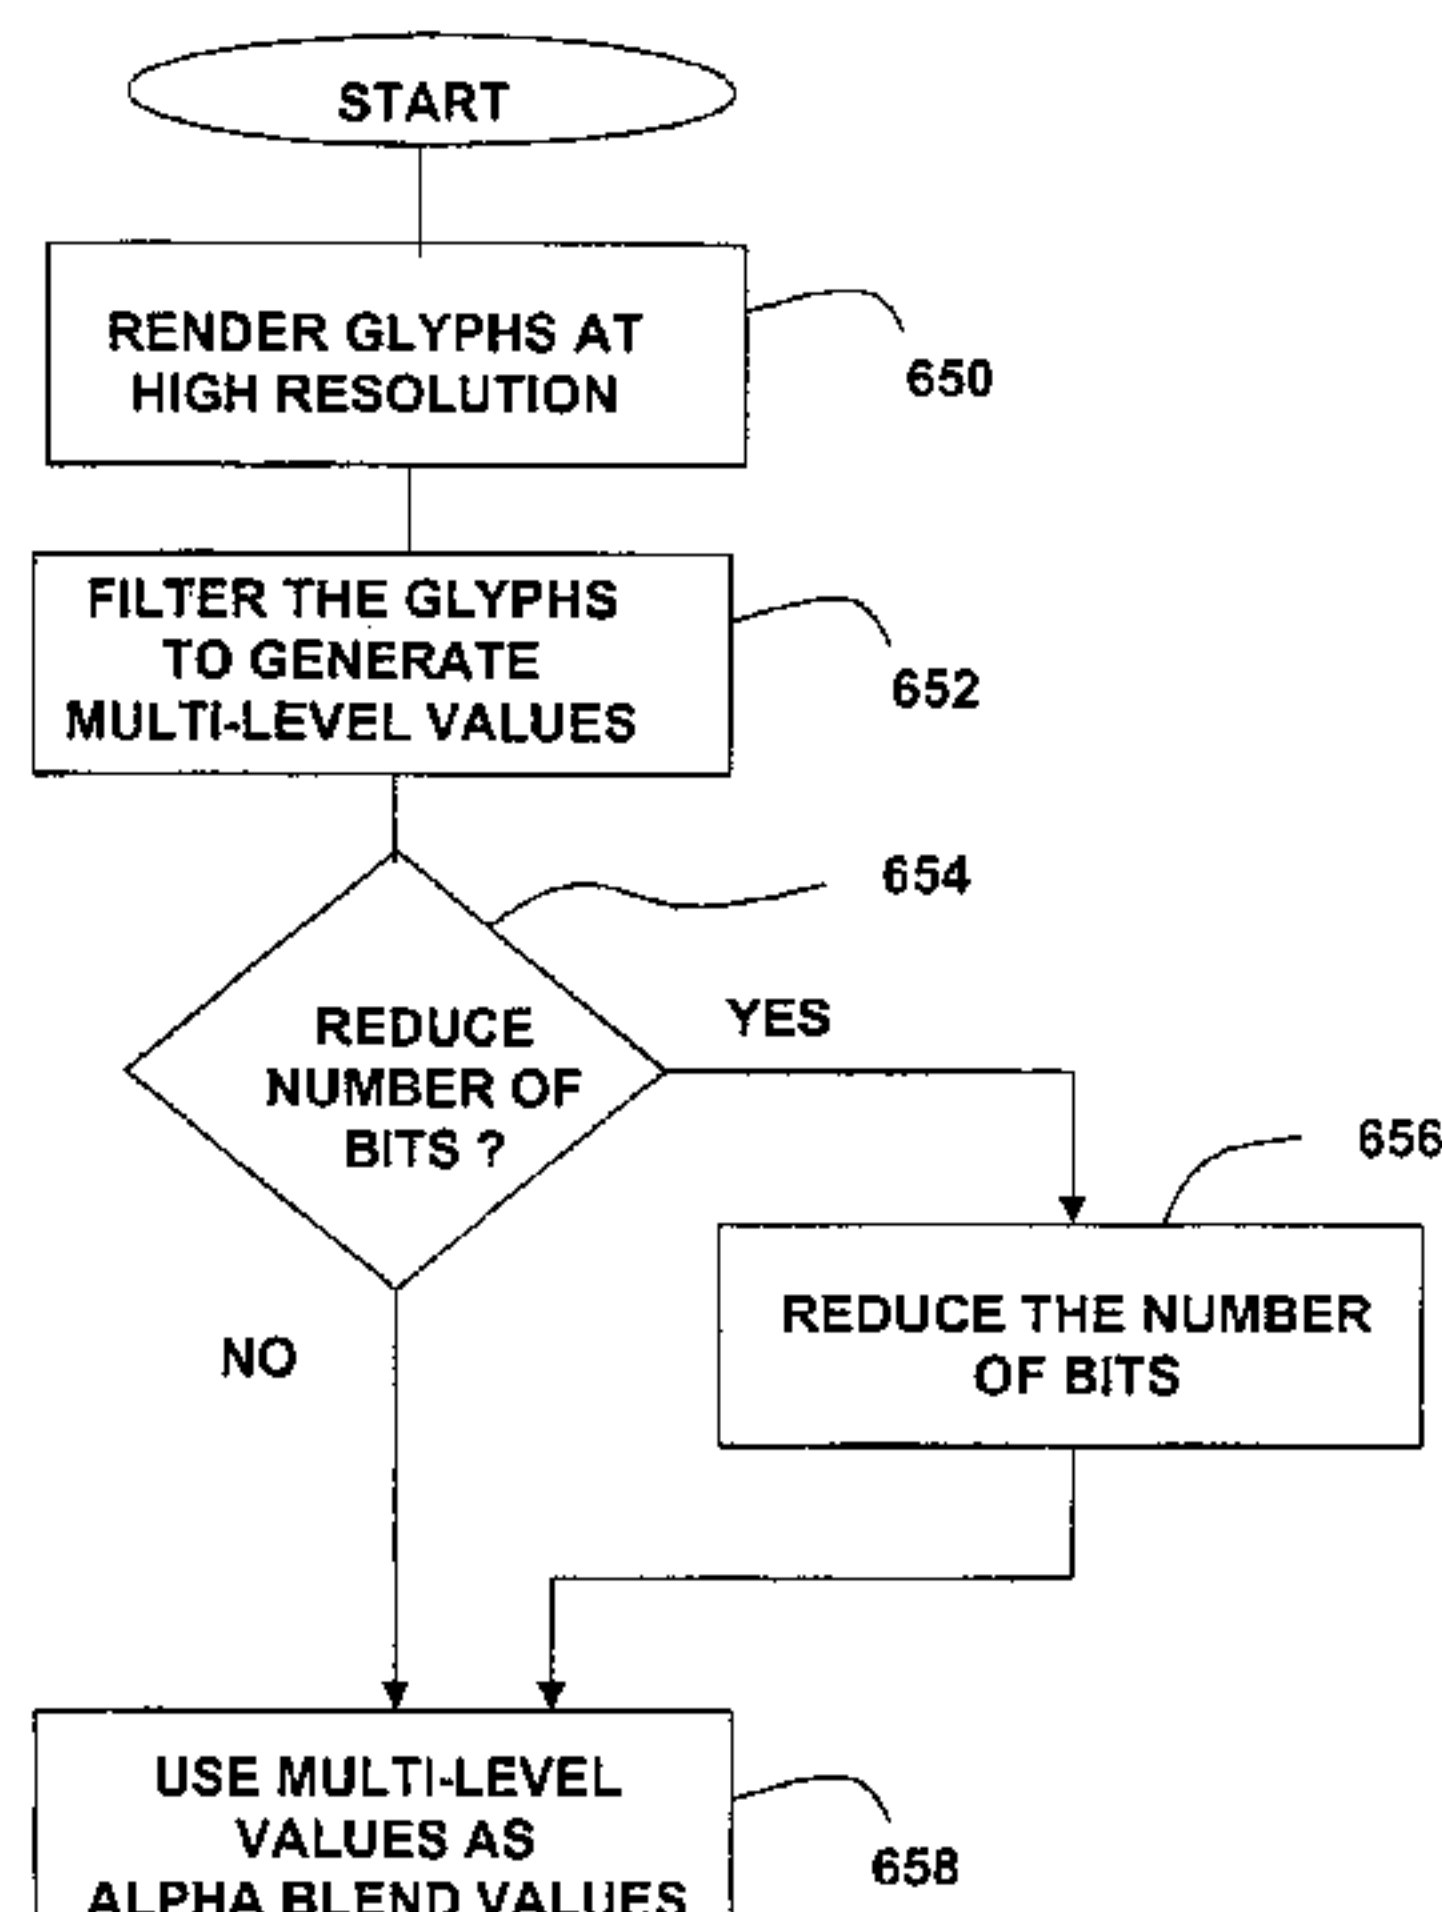 START
RENDER GLYPHS AT
HIGH RESOLUTION
650
FILTER THE GLYPHS
TO GENERATE
MULTI-LEVEL VALUES
652
654
REDUCE
NUMBER OF
BITS ?
YES
656
REDUCE THE NUMBER
OF BITS
NO
USE MULTI-LEVEL
VALUES AS
ALPHA BLEND VALUES
658